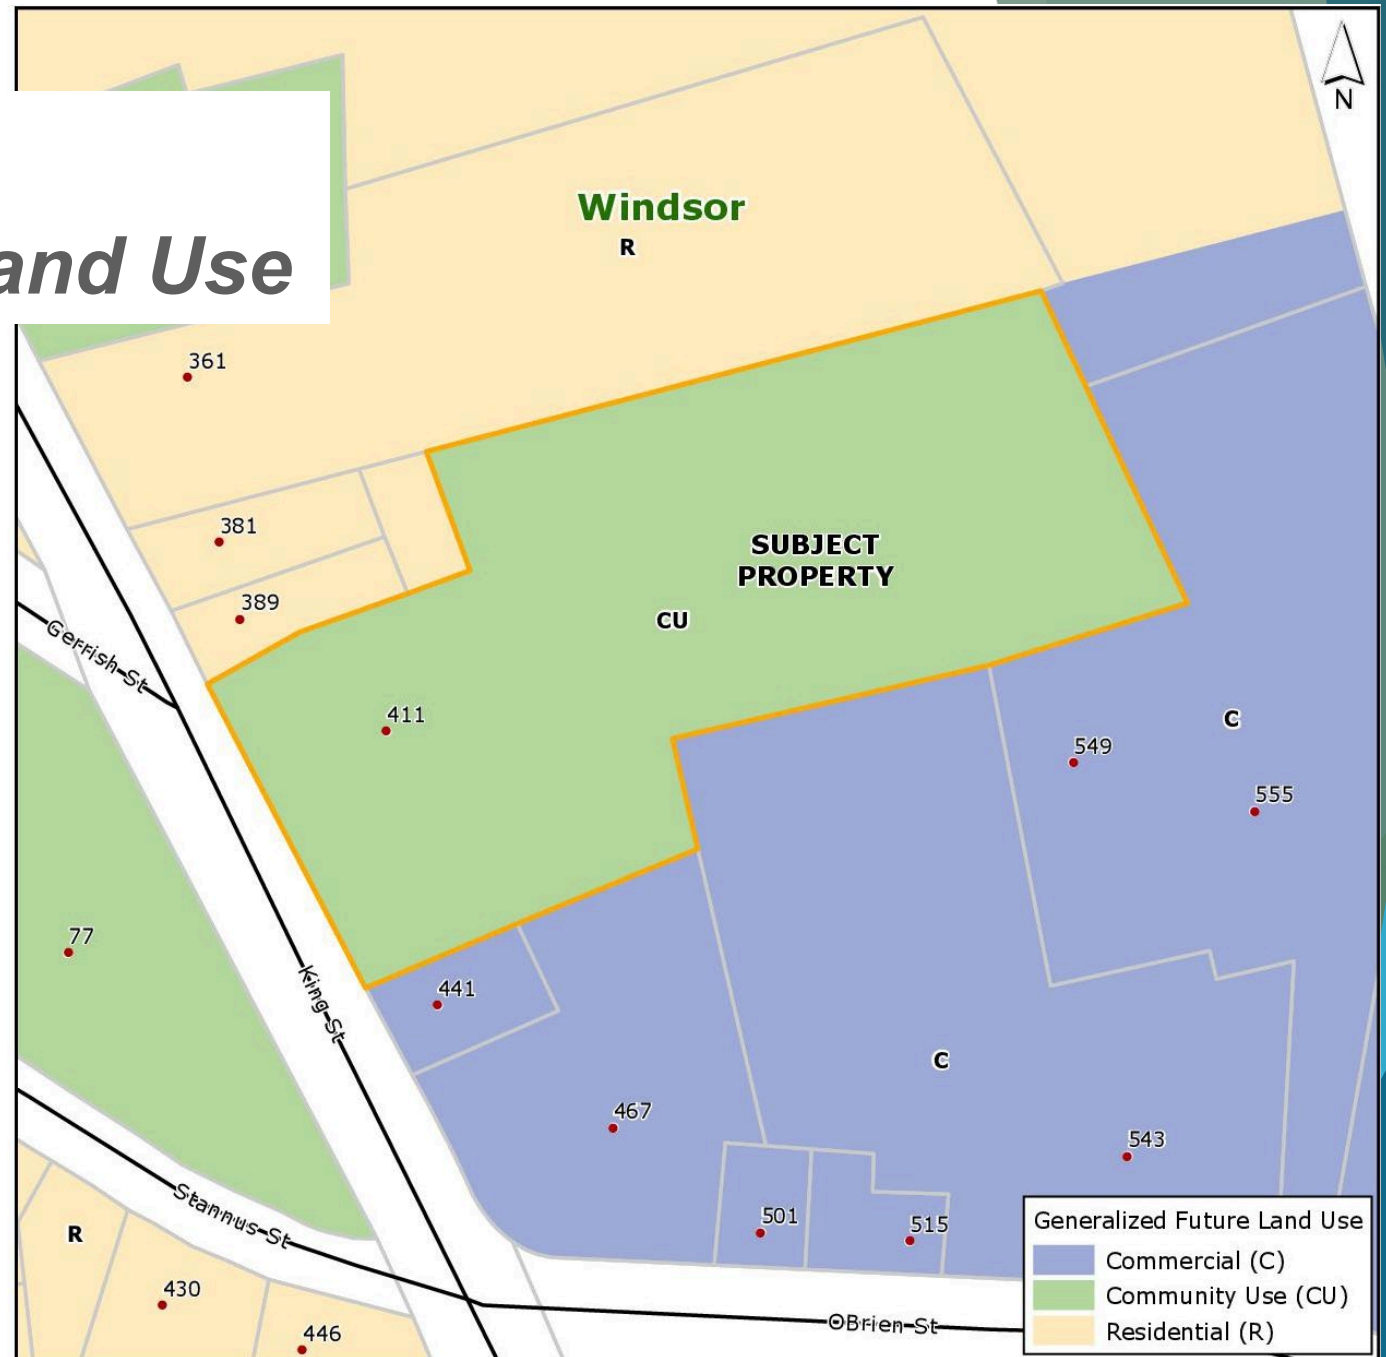 N
Windsor
R
and Use
361
381
389
SUBJECT
PROPERTY
CU
Gerrish St
411
C
549
555
77
441
King St
C
467
543
501
515
Stannus St
R
430
446
OBrien St
Generalized Future Land Use
Commercial (C)
Community Use (CU)
Residential (R)